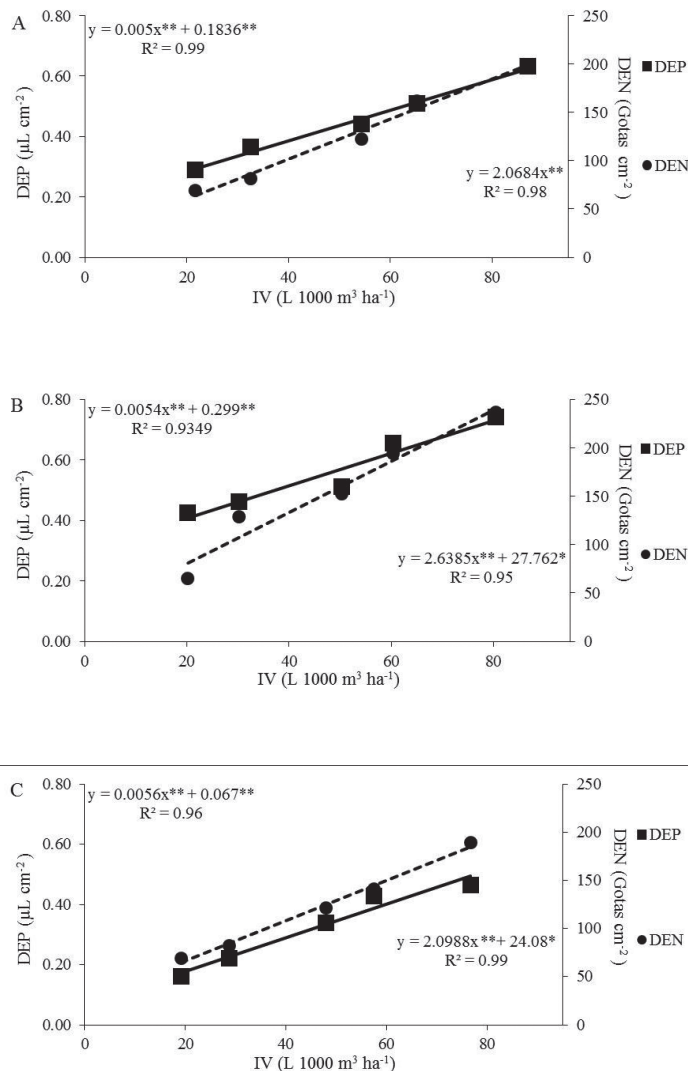 A
y = 0.005x** + 0.1836**
R² = 0.99
y = 2.0684x**
R² = 0.98
0.80
0.60
0.40
0.20
0.00
DEP (µL cm⁻²)
250
200
150
100
50
0
DEN (Gotas cm⁻²)
DEP
DEN
0 20 40 60 80
IV (L 1000 m³ ha⁻¹)
B
y = 0.0054x** + 0.299**
R² = 0.9349
y = 2.6385x** + 27.762*
R² = 0.95
0.80
0.60
0.40
0.20
0.00
DEP (µL cm⁻²)
250
200
150
100
50
0
DEN (Gotas cm⁻²)
DEP
DEN
0 20 40 60 80
IV (L 1000 m³ ha⁻¹)
C
y = 0.0056x** + 0.067**
R² = 0.96
y = 2.0988x**+ 24.08*
R² = 0.99
0.80
0.60
0.40
0.20
0.00
DEP (µL cm⁻²)
250
200
150
100
50
0
DEN (Gotas cm⁻²)
DEP
DEN
0 20 40 60 80
IV (L 1000 m³ ha⁻¹)